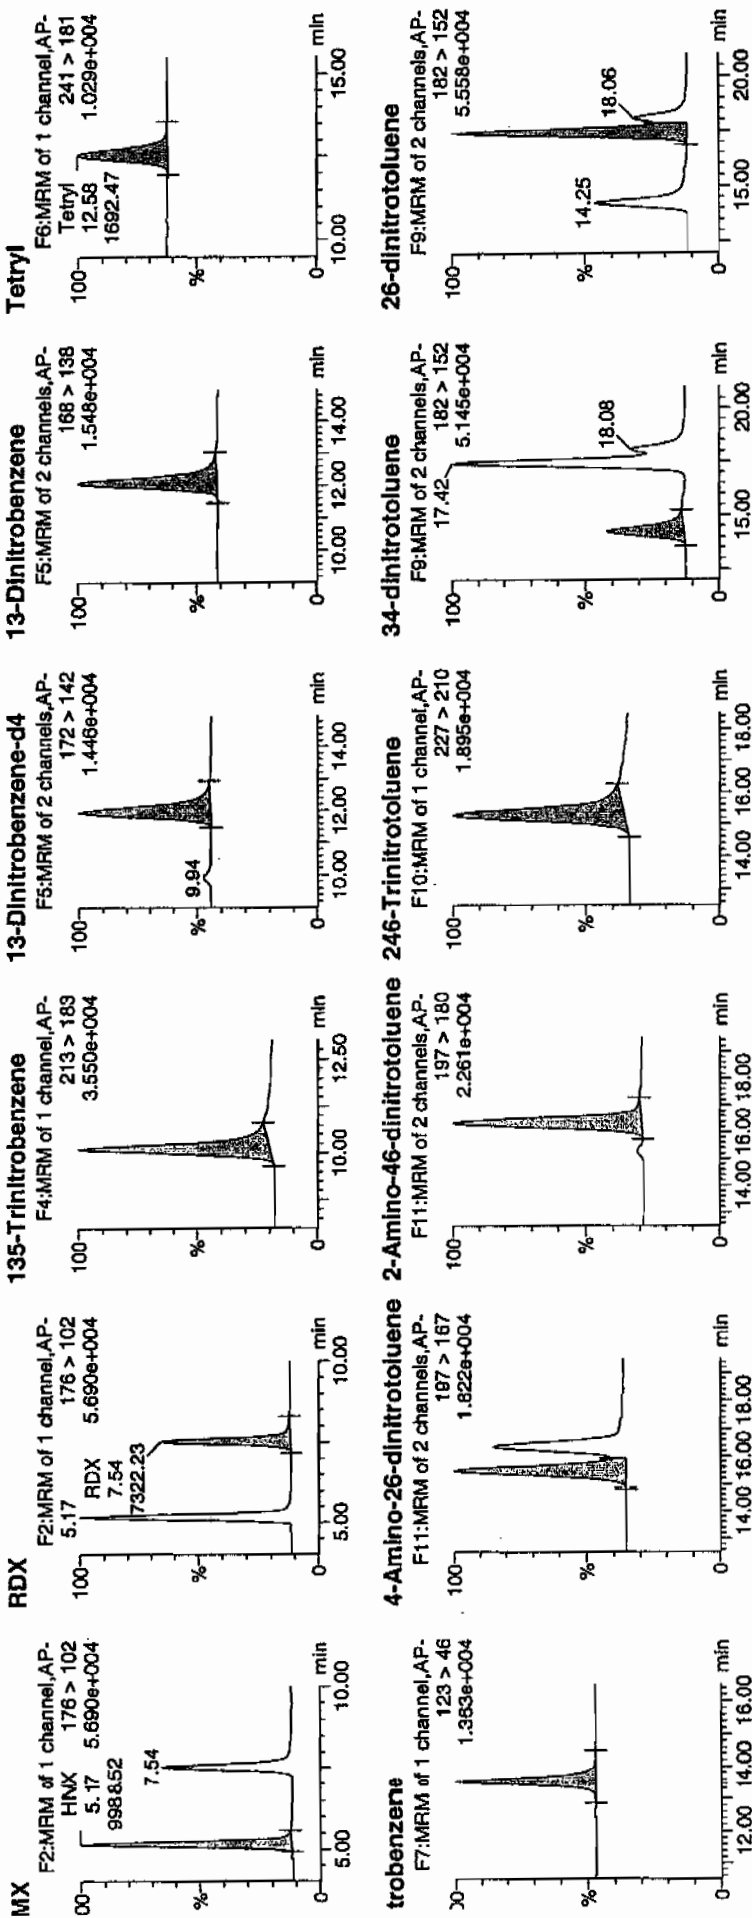 MX
F2:MRM of 1 channel,AP-
HNX 176 > 102
5.17 5.690e+004
9988.52
7.54
00
%
0
5.00 10.00 min
RDX
F2:MRM of 1 channel,AP-
5.17 176 > 102
RDX 5.690e+004
7.54
7322.23
100
%
0
5.00 10.00 min
135-Trinitrobenzene
F4:MRM of 1 channel,AP-
213 > 183
3.550e+004
100
%
0
10.00 12.50 min
13-Dinitrobenzene-d4
F5:MRM of 2 channels,AP-
172 > 142
1.446e+004
9.94
100
%
0
10.00 12.00 14.00 min
13-Dinitrobenzene
F5:MRM of 2 channels,AP-
168 > 138
1.548e+004
100
%
0
10.00 12.00 14.00 min
Tetryl
F6:MRM of 1 channel,AP-
Tetryl 241 > 181
12.58 1.029e+004
1692.47
100
%
0
10.00 15.00 min
trobenzene
F7:MRM of 1 channel,AP-
123 > 46
1.363e+004
00
%
0
12.00 14.00 16.00 min
4-Amino-26-dinitrotoluene
F11:MRM of 2 channels,AP-
197 > 167
1.822e+004
100
%
0
14.00 16.00 18.00 min
2-Amino-46-dinitrotoluene
F11:MRM of 2 channels,AP-
197 > 180
2.261e+004
100
%
0
14.00 16.00 18.00 min
246-Trinitrotoluene
F10:MRM of 1 channel,AP-
227 > 210
1.895e+004
100
%
0
14.00 16.00 18.00 min
34-dinitrotoluene
F9:MRM of 2 channels,AP-
17.42 182 > 152
5.145e+004
18.08
100
%
0
15.00 20.00 min
26-dinitrotoluene
F9:MRM of 2 channels,AP-
182 > 152
5.558e+004
14.25
18.06
100
%
0
15.00 20.00 min